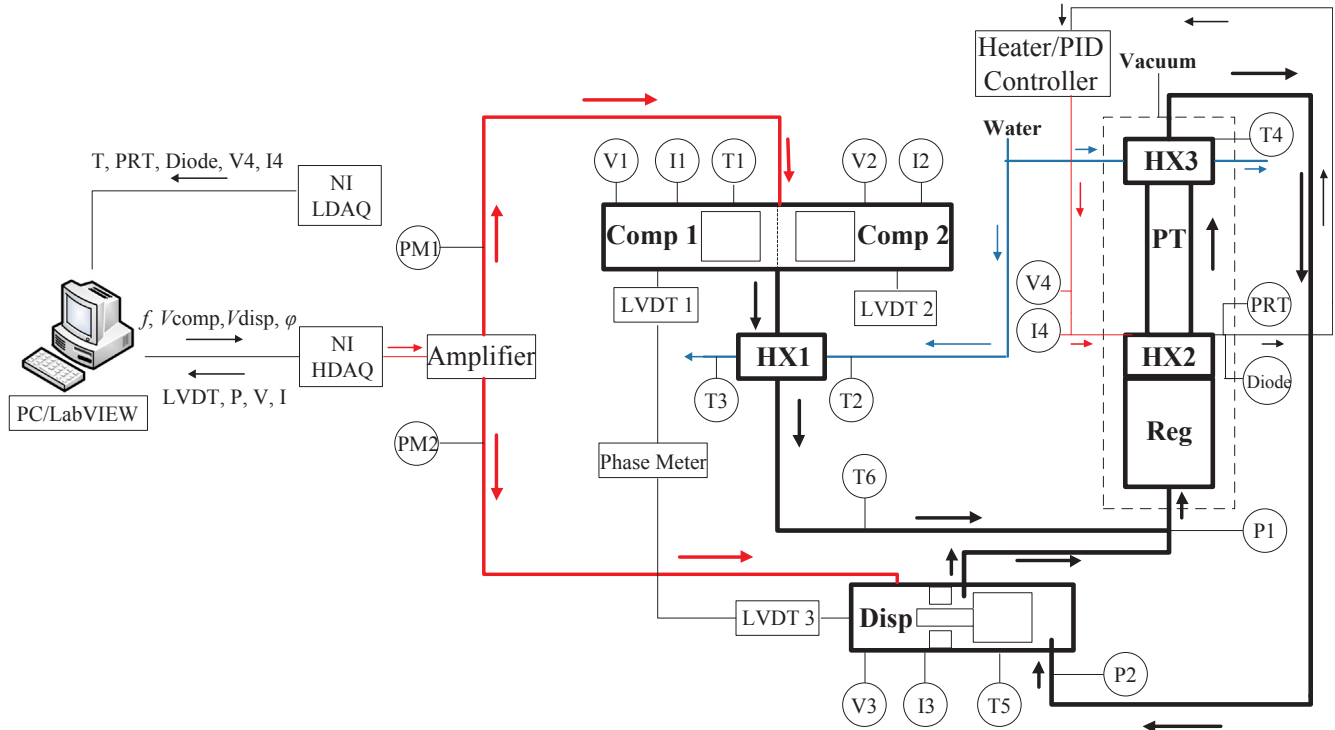 Heater/PID
Controller
Vacuum
Water
T, PRT, Diode, V4, I4
NI
LDAQ
V1
I1
T1
V2
I2
HX3
T4
Comp 1
Comp 2
PT
PM1
LVDT 1
LVDT 2
V4
PRT
I4
f, Vcomp,Vdisp, φ
NI
HDAQ
Amplifier
HX1
HX2
LVDT, P, V, I
T3
T2
Diode
PC/LabVIEW
Reg
PM2
Phase Meter
T6
P1
LVDT 3
Disp
P2
V3
I3
T5